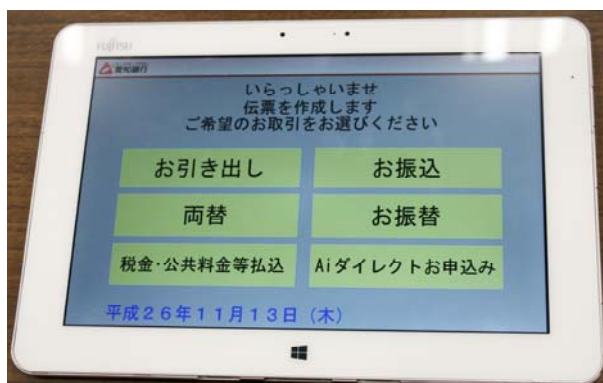 FUJITSU
愛知銀行
いらっしゃいませ
伝票を作成します
ご希望のお取引をお選びください
お引き出し
お振込
両替
お振替
税金・公共料金等払込
Aiダイレクトお申込み
平成26年11月13日（木）